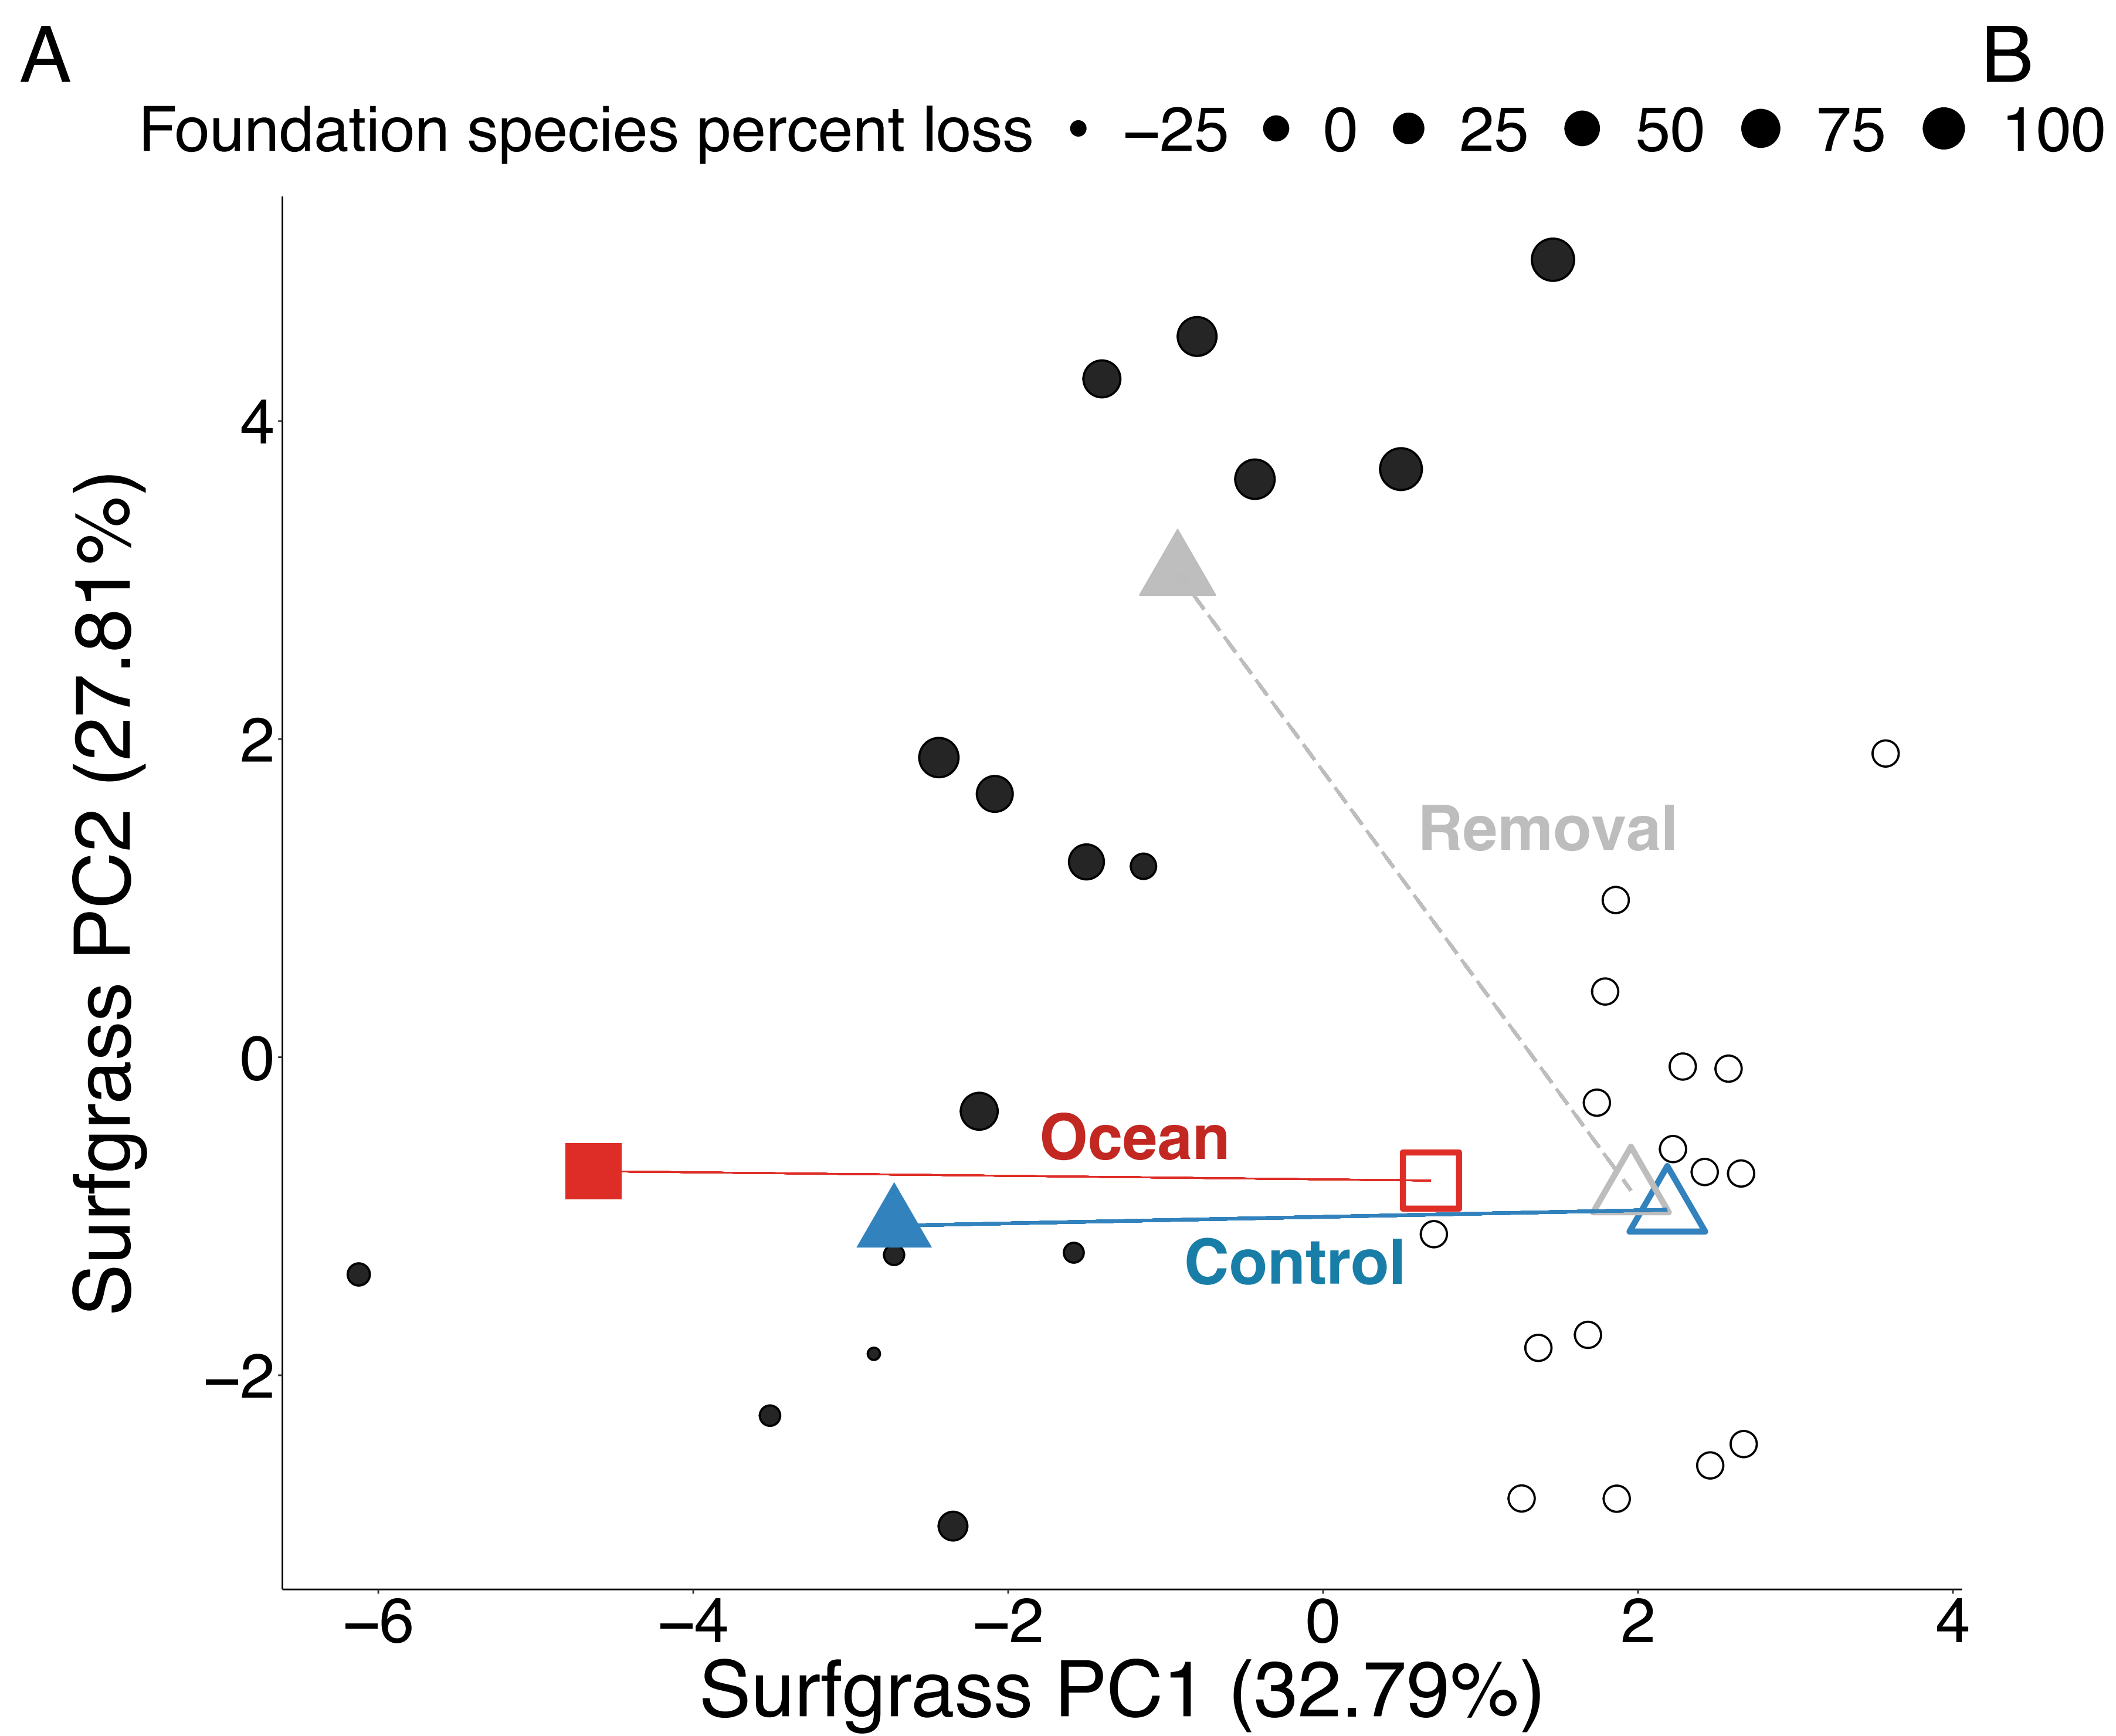 A B
Foundation species percent loss −25 0 25 50 75 100
Surfgrass PC2 (27.81%)
4
2
0
−2
Removal
Ocean
Control
−6 −4 −2 0 2 4
Surfgrass PC1 (32.79%)